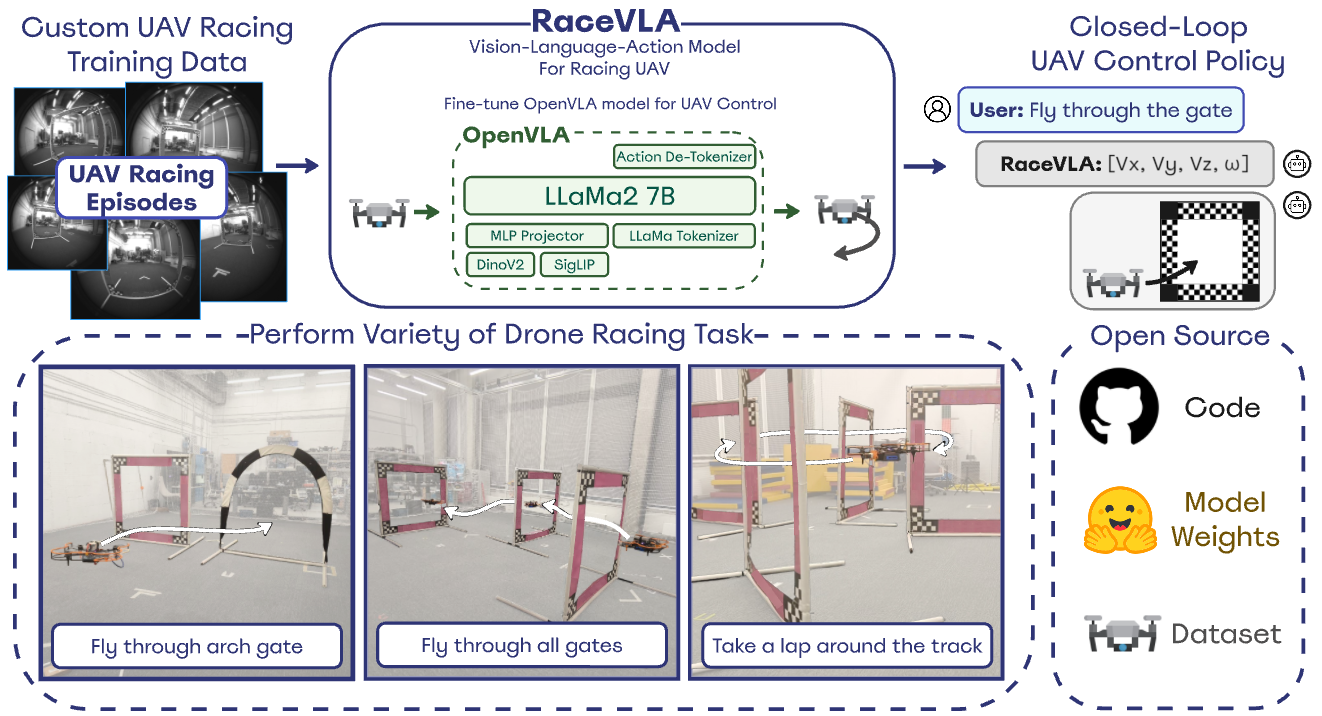 Custom UAV Racing
Training Data
UAV Racing
Episodes
RaceVLA
Vision-Language-Action Model
For Racing UAV
Fine-tune OpenVLA model for UAV Control
OpenVLA
Action De-Tokenizer
LLaMa2 7B
MLP Projector
LLaMa Tokenizer
DinoV2
SigLIP
Closed-Loop
UAV Control Policy
User: Fly through the gate
RaceVLA: [Vx, Vy, Vz, ω]
Perform Variety of Drone Racing Task
Fly through arch gate
Fly through all gates
Take a lap around the track
Open Source
Code
Model
Weights
Dataset